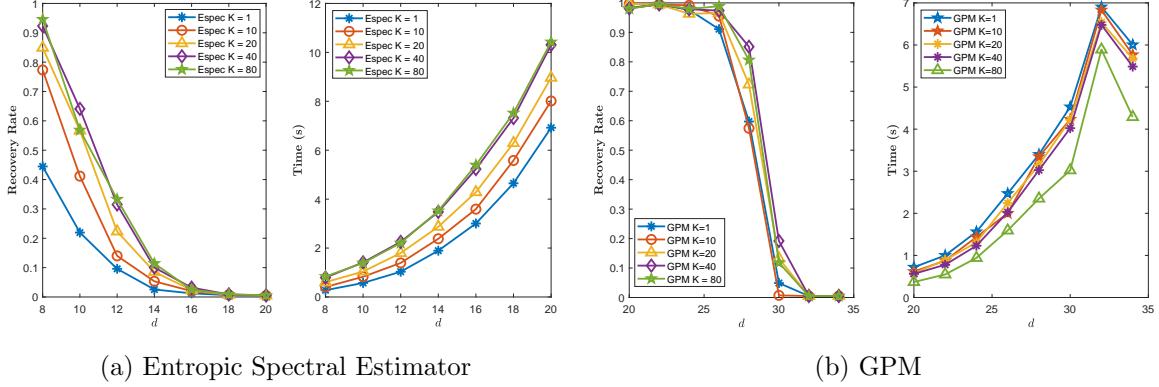 Recovery Rate
1
0.9
0.8
0.7
0.6
0.5
0.4
0.3
0.2
0.1
0
8 10 12 14 16 18 20
d
Espec K = 1
Espec K = 10
Espec K = 20
Espec K = 40
Espec K = 80
Time (s)
12
10
8
6
4
2
0
8 10 12 14 16 18 20
d
Espec K = 1
Espec K = 10
Espec K = 20
Espec K = 40
Espec K = 80
(a) Entropic Spectral Estimator
Recovery Rate
1
0.9
0.8
0.7
0.6
0.5
0.4
0.3
0.2
0.1
0
20 25 30 35
d
GPM K=1
GPM K=10
GPM K=20
GPM K=40
GPM K = 80
Time (s)
7
6
5
4
3
2
1
0
20 25 30 35
d
GPM K=1
GPM K=10
GPM K=20
GPM K=40
GPM K=80
(b) GPM